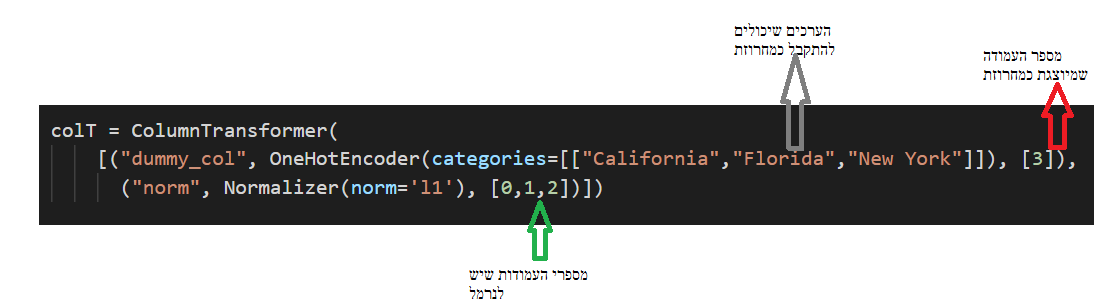 הערכים שיכולים
להתקבל כמחרוזת
מספר העמודה
שמיוצגת כמחרוזת
colT = ColumnTransformer(
[("dummy_col", OneHotEncoder(categories=[["California","Florida","New York"]]), [3]),
("norm", Normalizer(norm='l1'), [0,1,2])])
מספרי העמודות שיש
לנרמל